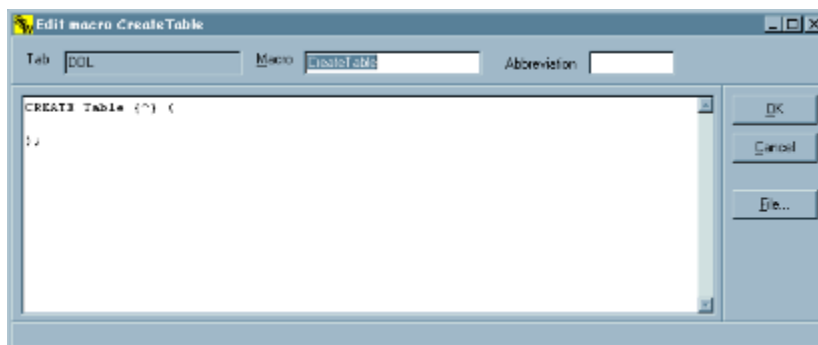 Edit macro CreateTable
Tab DDL Macro CreateTable Abbreviation
CREATE Table {^} (
);
OK
Cancel
File...